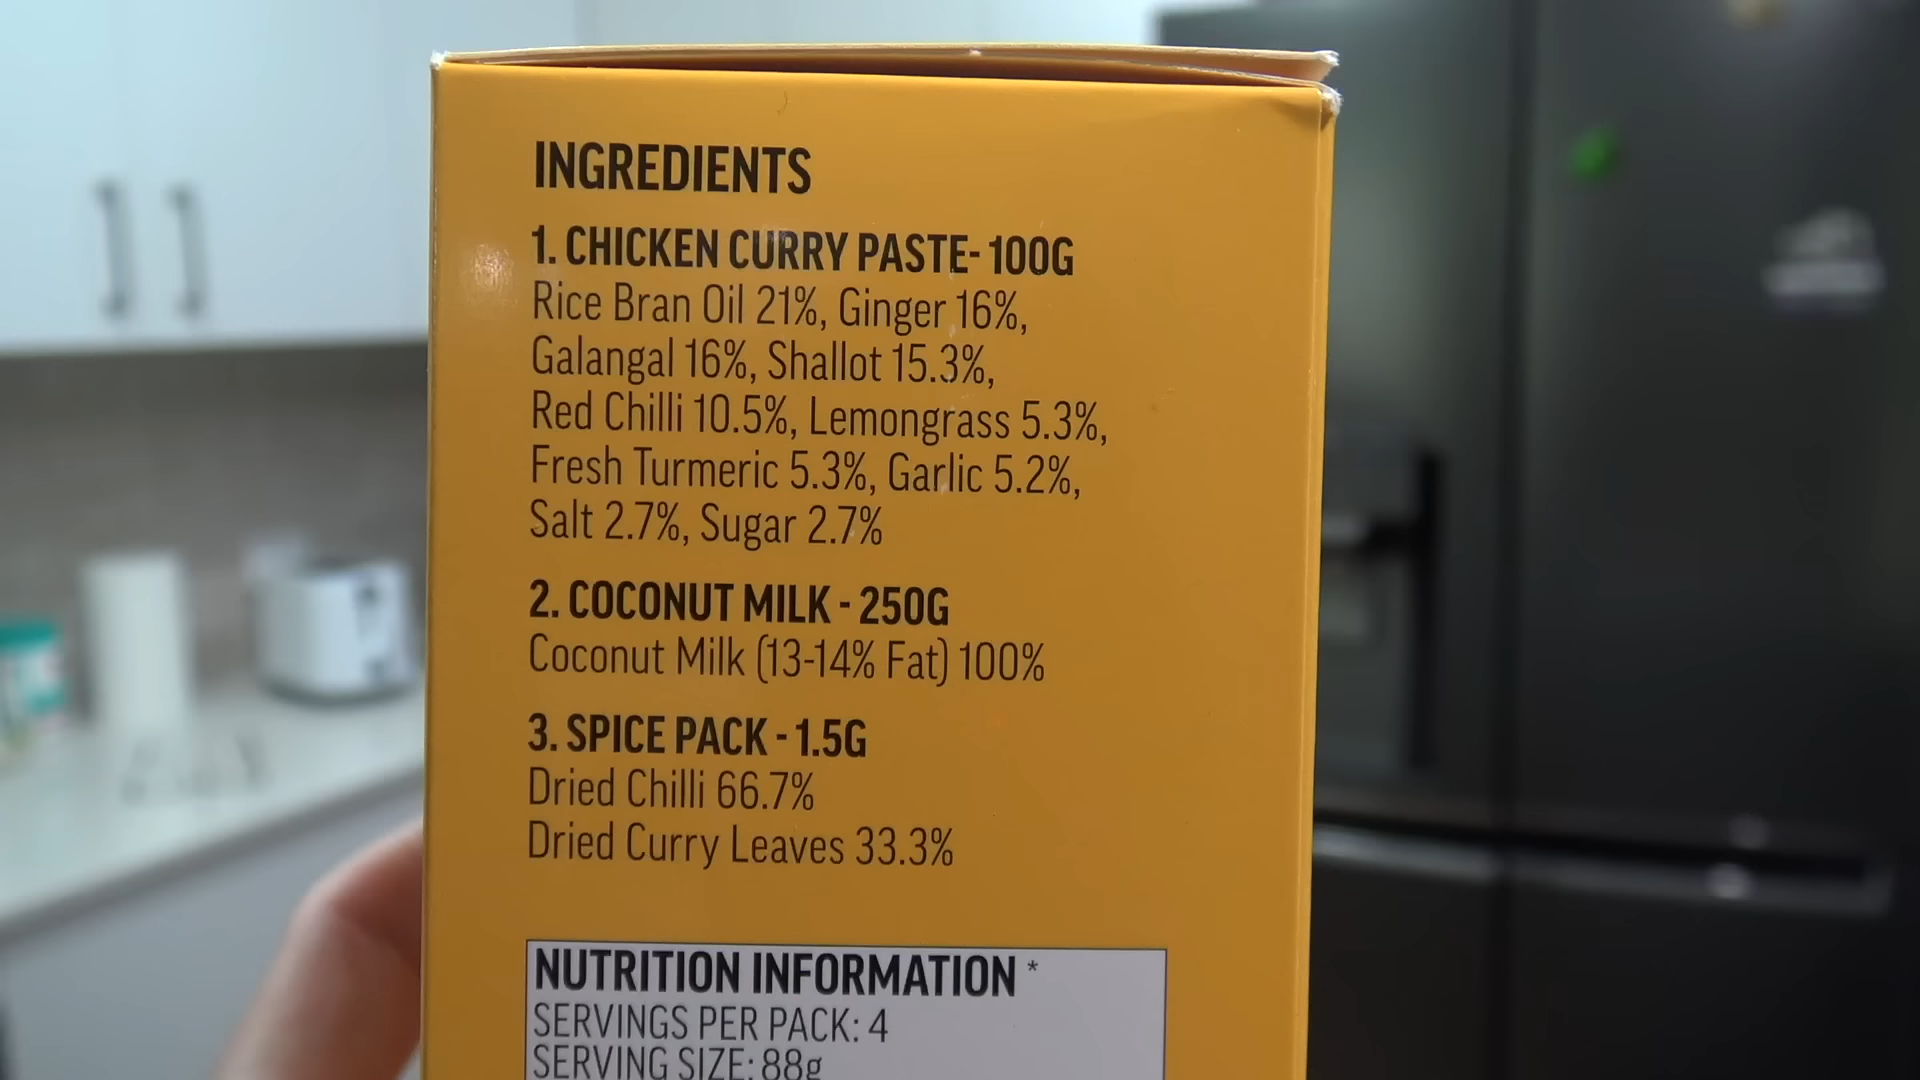 INGREDIENTS
1. CHICKEN CURRY PASTE- 100G
Rice Bran Oil 21%, Ginger 16%,
Galangal 16%, Shallot 15.3%,
Red Chilli 10.5%, Lemongrass 5.3%,
Fresh Turmeric 5.3%, Garlic 5.2%,
Salt 2.7%, Sugar 2.7%
2. COCONUT MILK - 250G
Coconut Milk (13-14% Fat) 100%
3. SPICE PACK - 1.5G
Dried Chilli 66.7%
Dried Curry Leaves 33.3%
NUTRITION INFORMATION *
SERVINGS PER PACK: 4
SERVING SIZE: 88g